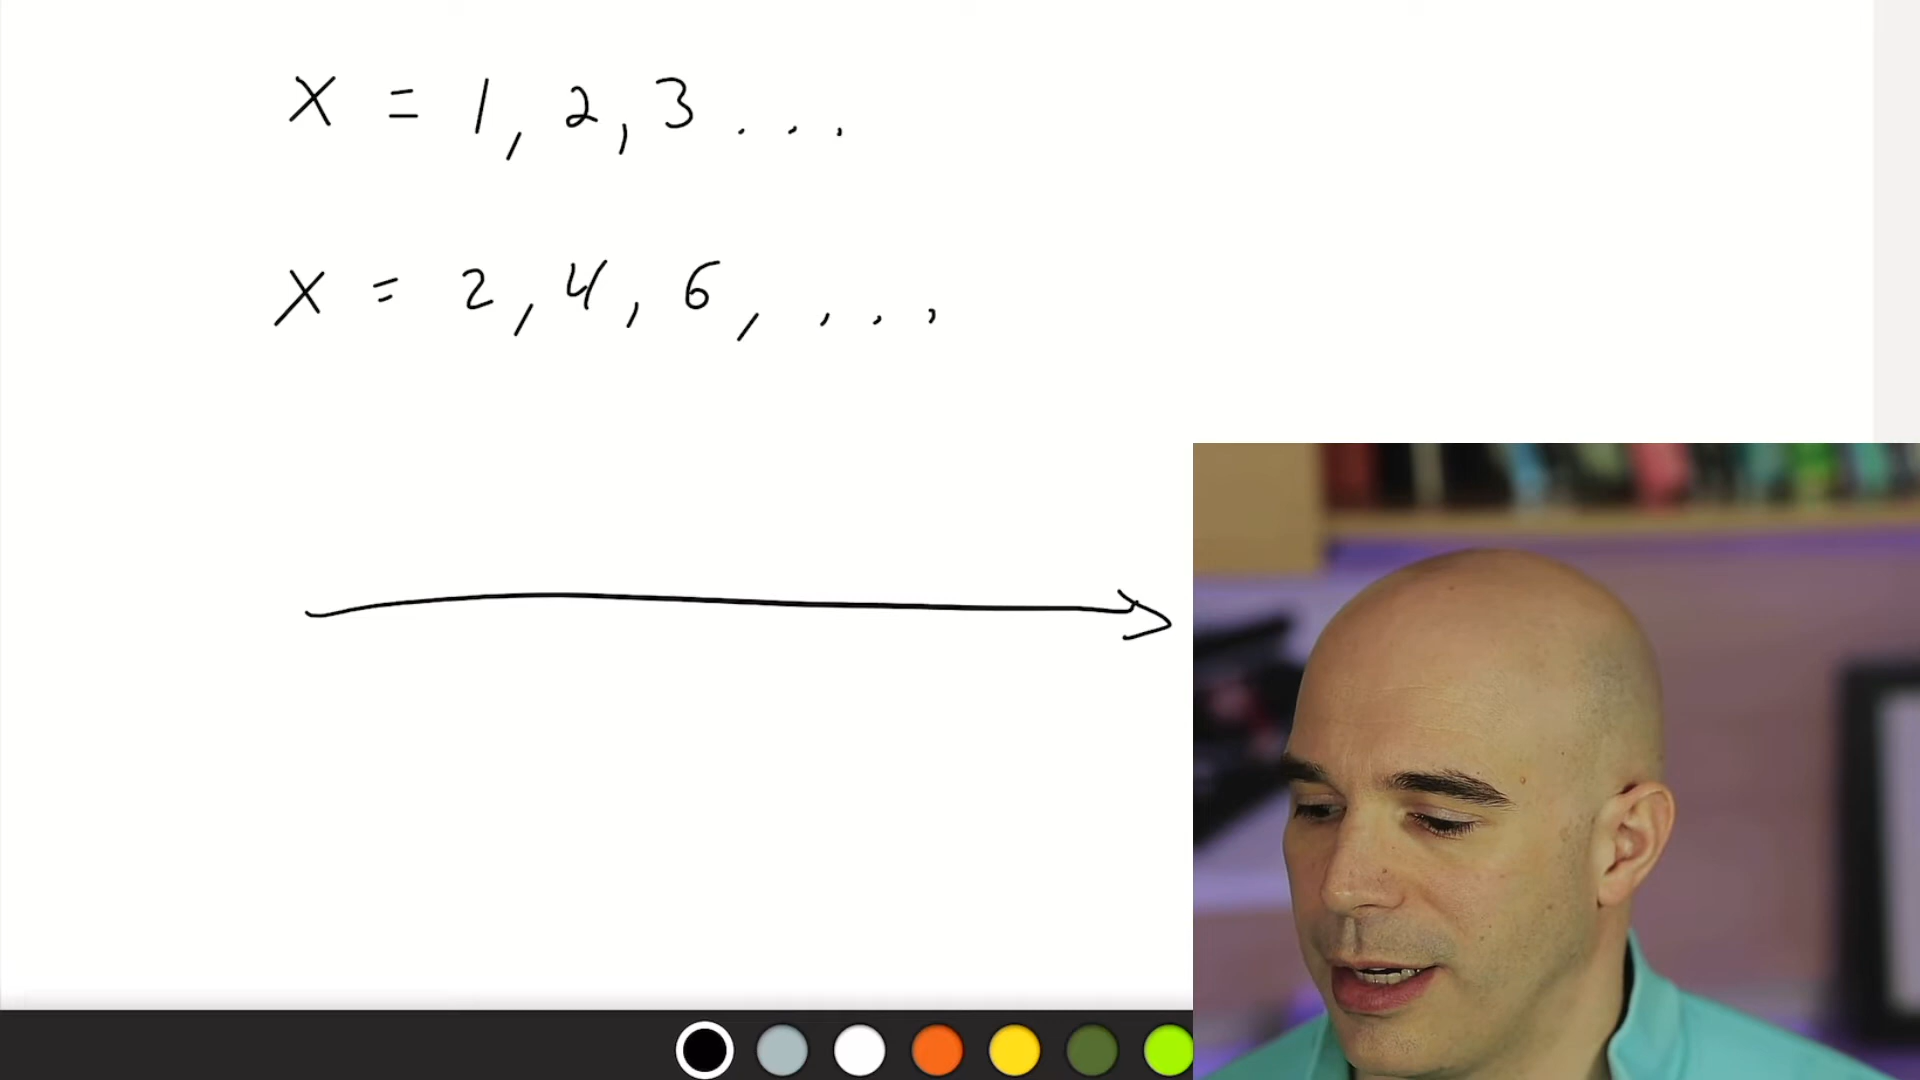 X = 1, 2, 3 ...
X = 2, 4, 6, ...